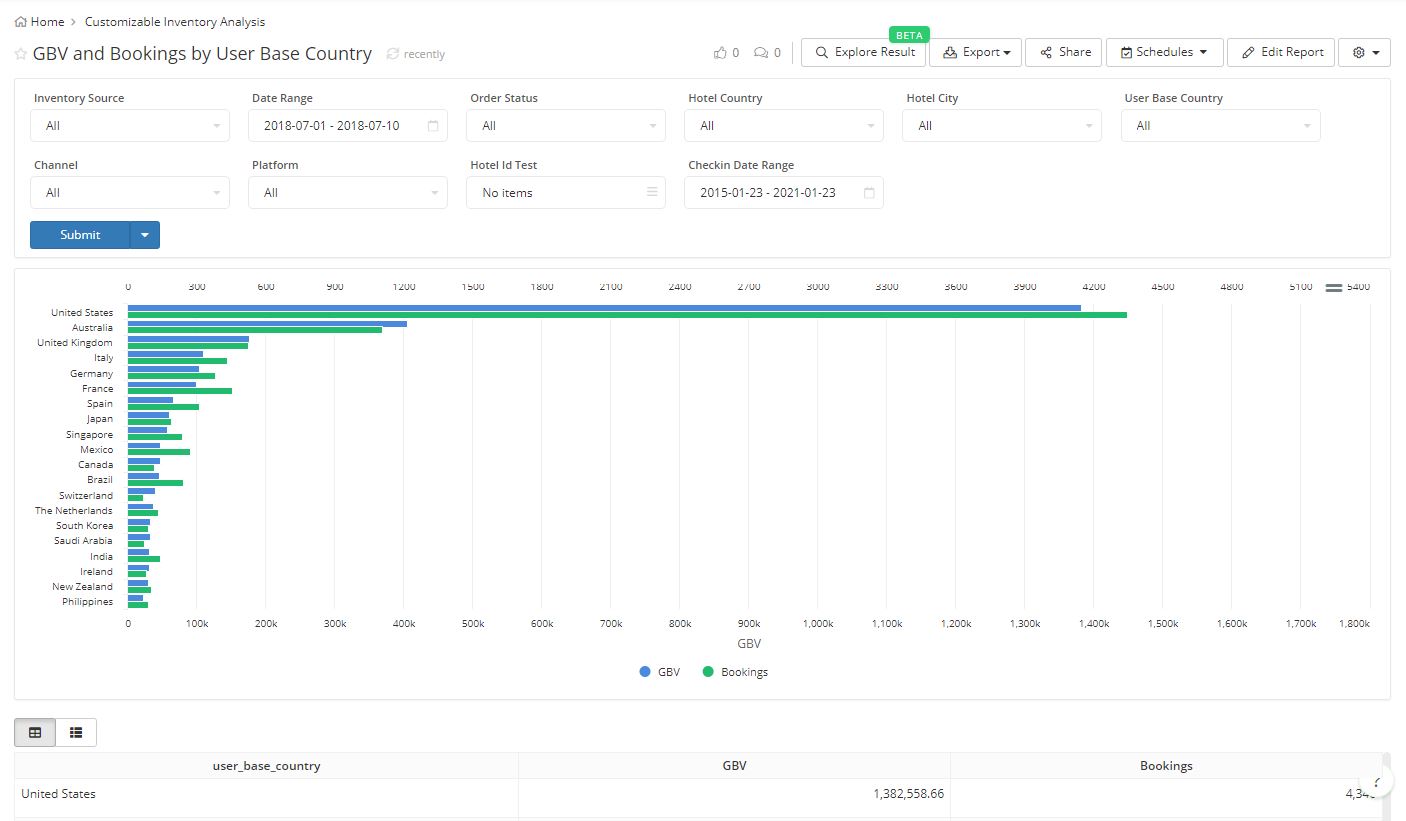 Home > Customizable Inventory Analysis
BETA
GBV and Bookings by User Base Country recently 0 0 Explore Result Export Share Schedules Edit Report
Inventory Source Date Range Order Status Hotel Country Hotel City User Base Country
All 2018-07-01 - 2018-07-10 All All All All
Channel Platform Hotel Id Test Checkin Date Range
All All No items 2015-01-23 - 2021-01-23
Submit
0 300 600 900 1200 1500 1800 2100 2400 2700 3000 3300 3600 3900 4200 4500 4800 5100 5400
United States
Australia
United Kingdom
Italy
Germany
France
Spain
Japan
Singapore
Mexico
Canada
Brazil
Switzerland
The Netherlands
South Korea
Saudi Arabia
India
Ireland
New Zealand
Philippines
0 100k 200k 300k 400k 500k 600k 700k 800k 900k 1,000k 1,100k 1,200k 1,300k 1,400k 1,500k 1,600k 1,700k 1,800k
GBV
GBV Bookings
user_base_country GBV Bookings
United States 1,382,558.66
?